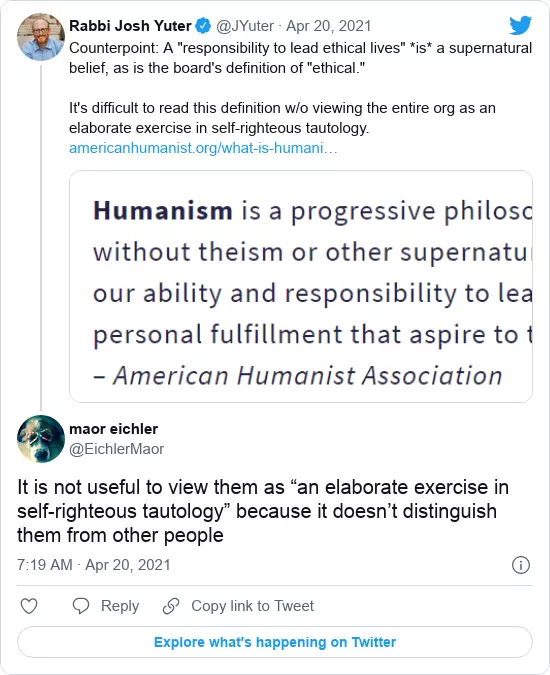 Rabbi Josh Yuter @JYuter · Apr 20, 2021
Counterpoint: A "responsibility to lead ethical lives" *is* a supernatural
belief, as is the board's definition of "ethical."
It's difficult to read this definition w/o viewing the entire org as an
elaborate exercise in self-righteous tautology.
americanhumanist.org/what-is-humani…
Humanism is a progressive philoso
without theism or other supernatu
our ability and responsibility to lea
personal fulfillment that aspire to t
– American Humanist Association
maor eichler
@EichlerMaor
It is not useful to view them as “an elaborate exercise in
self-righteous tautology” because it doesn’t distinguish
them from other people
7:19 AM · Apr 20, 2021
Reply Copy link to Tweet
Explore what's happening on Twitter